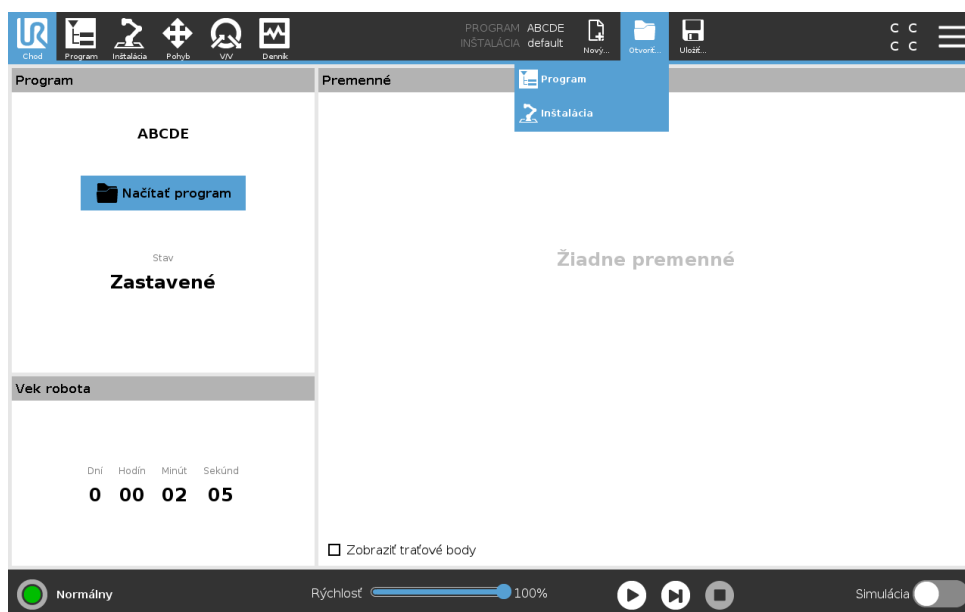 UR
Chod
Program
Inštalácia
Pohyb
V/V
Denník
PROGRAM ABCDE
INŠTALÁCIA default
Nový...
Otvoriť...
Uložiť...
C C
C C
Program
Inštalácia
Program
ABCDE
Načítať program
Stav
Zastavené
Premenné
Žiadne premenné
Vek robota
Dní Hodín Minút Sekúnd
0 00 02 05
Zobraziť traťové body
Normálny
Rýchlosť 100%
Simulácia